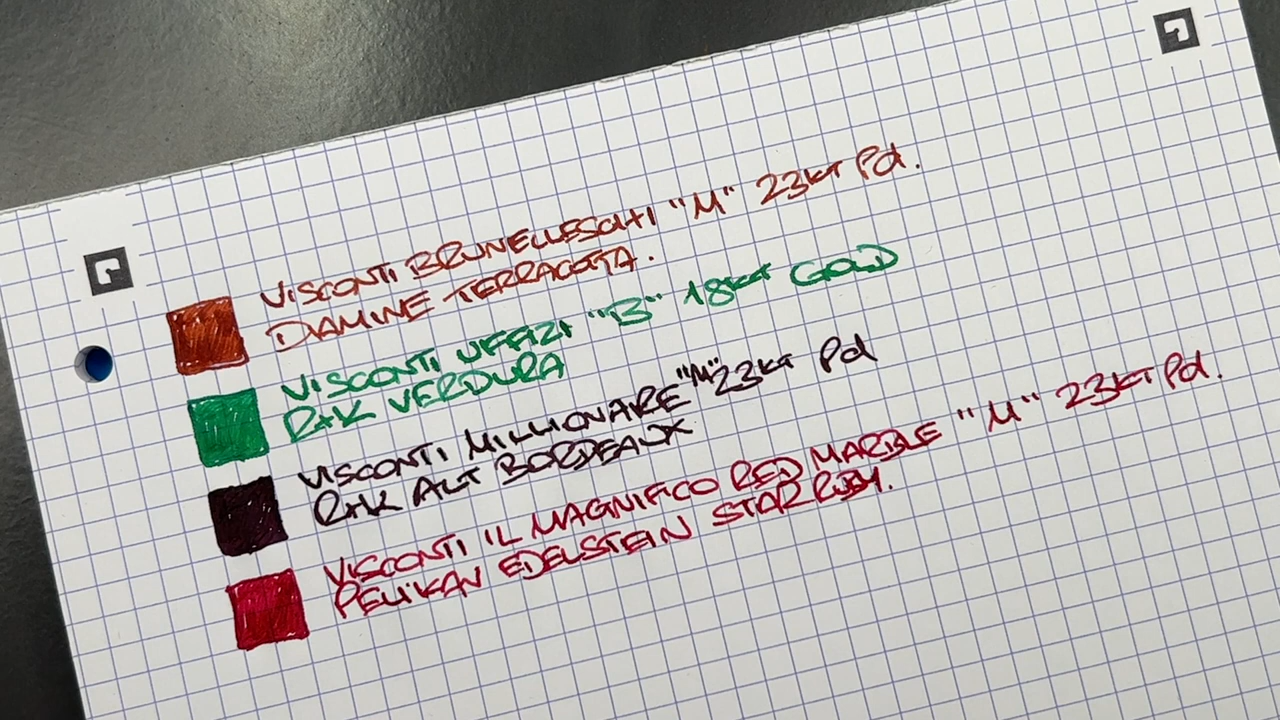 VISCONTI BRUNELLESCHI "M" 23kt Pd.
DIAMINE TERRACOTTA.
VISCONTI UFFIZI "B" 18kt GOLD
R+K VERDURA
VISCONTI MILLIONAIRE "M" 23kt Pd
R+K ALT BORDEAUX
VISCONTI IL MAGNIFICO RED MARBLE "M" 23kt Pd.
PELIKAN EDELSTEIN STAR RUBY.